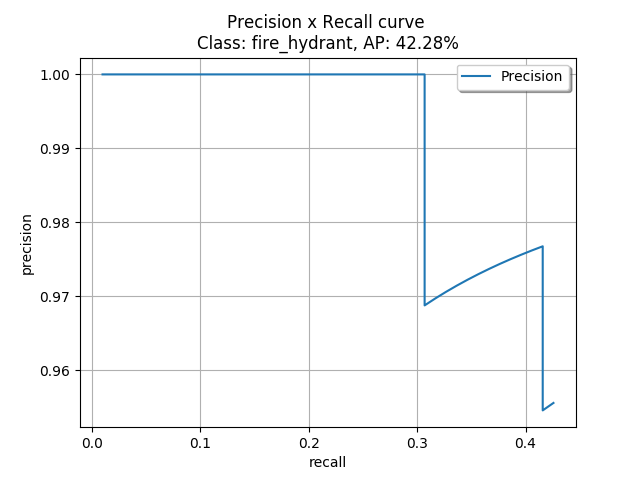 Precision x Recall curve
Class: fire_hydrant, AP: 42.28%
Precision
1.00
0.99
0.98
0.97
0.96
precision
0.0 0.1 0.2 0.3 0.4
recall